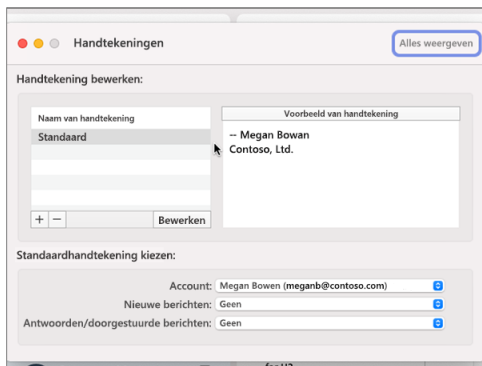 Handtekeningen
Alles weergeven
Handtekening bewerken:
Naam van handtekening
Standaard
+ − Bewerken
Voorbeeld van handtekening
-- Megan Bowan
Contoso, Ltd.
Standaardhandtekening kiezen:
Account: Megan Bowen (meganb@contoso.com)
Nieuwe berichten: Geen
Antwoorden/doorgestuurde berichten: Geen